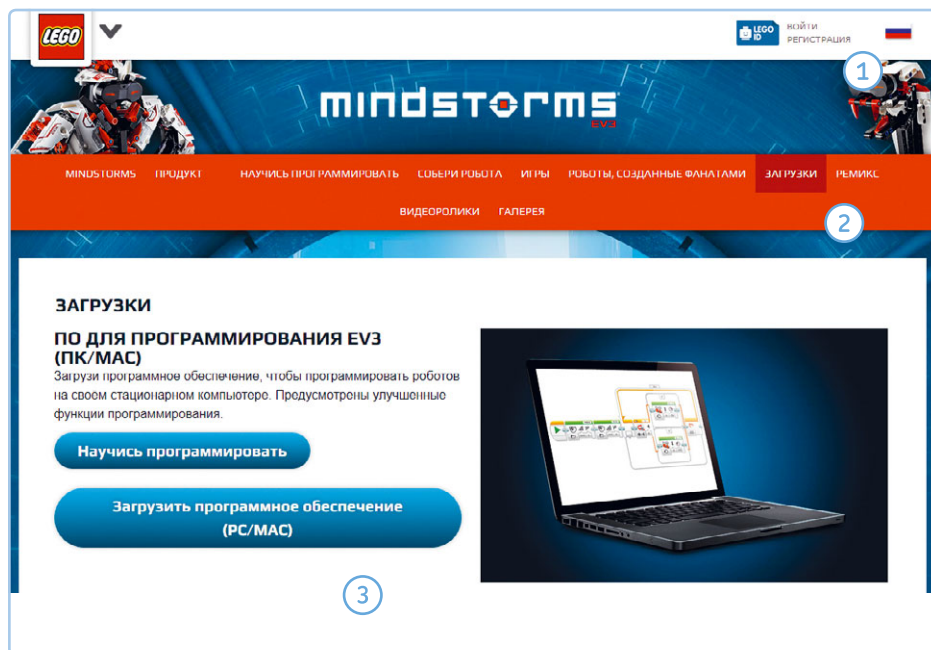 LEGO
LEGO ID
ВОЙТИ
РЕГИСТРАЦИЯ
1
mindstorms
EV3
MINDSTORMS ПРОДУКТ НАУЧИСЬ ПРОГРАММИРОВАТЬ СОБЕРИ РОБОТА ИГРЫ РОБОТЫ, СОЗДАННЫЕ ФАНАТАМИ ЗАГРУЗКИ РЕМИКС
ВИДЕОРОЛИКИ ГАЛЕРЕЯ
2
ЗАГРУЗКИ
ПО ДЛЯ ПРОГРАММИРОВАНИЯ EV3
(ПК/MAC)
Загрузи программное обеспечение, чтобы программировать роботов
на своем стационарном компьютере. Предусмотрены улучшенные
функции программирования.
Научись программировать
Загрузить программное обеспечение
(PC/MAC)
3